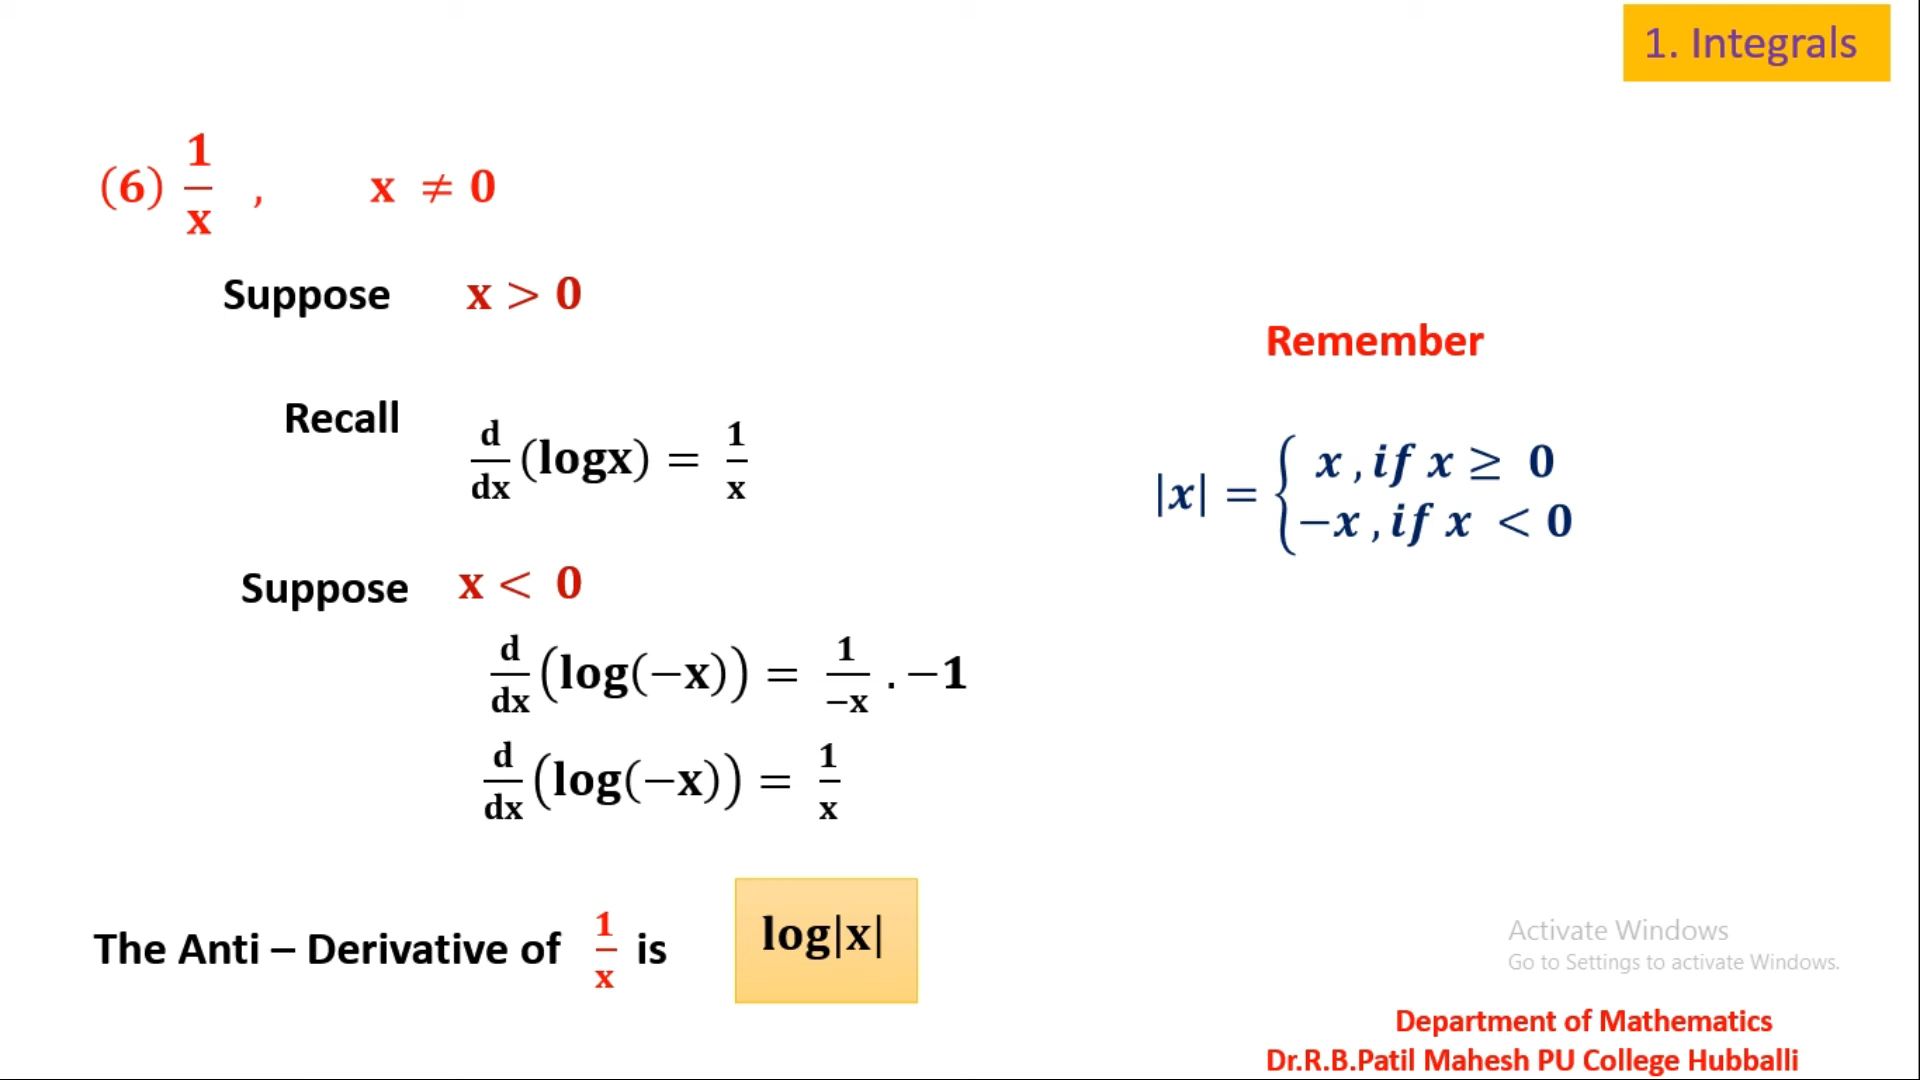 1. Integrals
(6) 1/x , x ≠ 0
Suppose x > 0
Remember
Recall d/dx (logx) = 1/x
|x| = { x , if x ≥ 0
−x , if x < 0
Suppose x < 0
d/dx (log(−x)) = 1/−x . −1
d/dx (log(−x)) = 1/x
The Anti – Derivative of 1/x is log|x|
Activate Windows
Go to Settings to activate Windows.
Department of Mathematics
Dr.R.B.Patil Mahesh PU College Hubballi